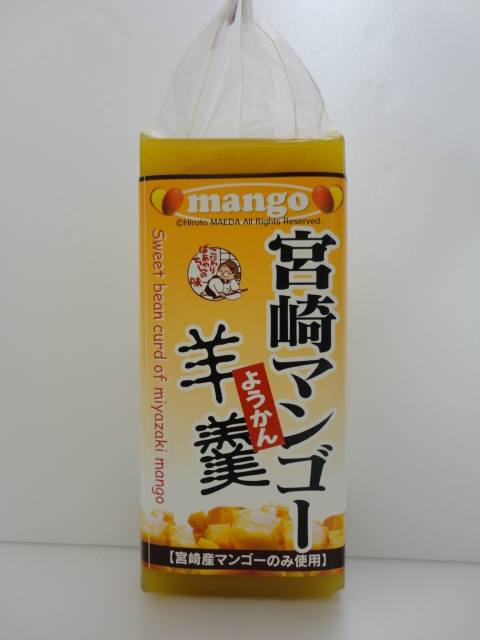 mango
©Hiroto MAEDA All Rights Reserved.
宮崎マンゴー
羊羹
ようかん
Sweet bean curd of miyazaki mango
【宮崎産マンゴーのみ使用】